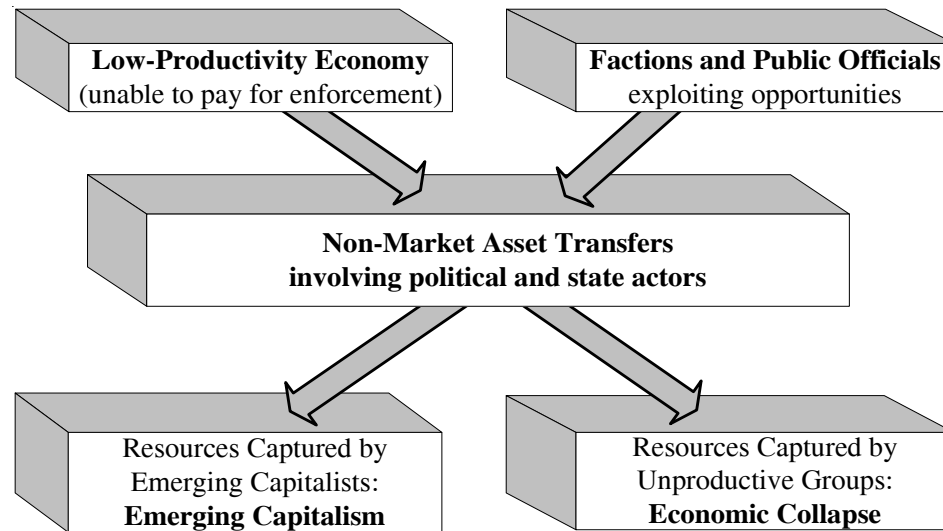 Low-Productivity Economy
(unable to pay for enforcement)
Factions and Public Officials
exploiting opportunities
Non-Market Asset Transfers
involving political and state actors
Resources Captured by
Emerging Capitalists:
Emerging Capitalism
Resources Captured by
Unproductive Groups:
Economic Collapse